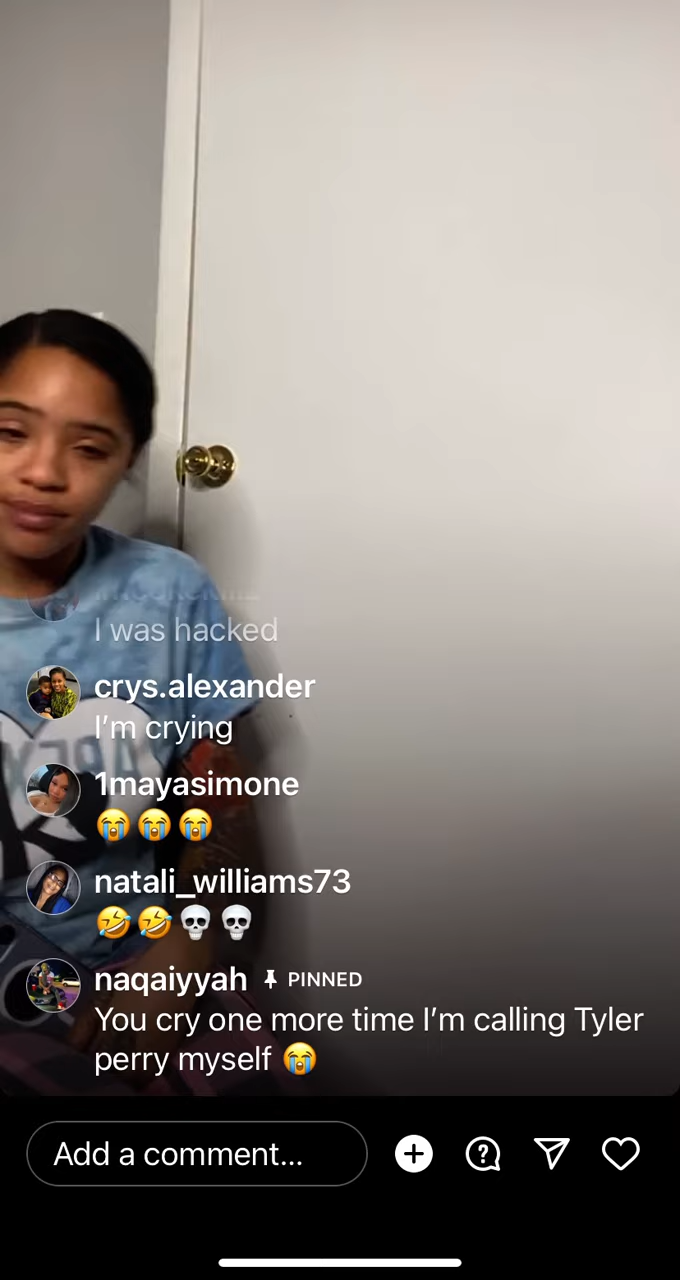 I was hacked
crys.alexander
I’m crying
1mayasimone
😭😭😭
natali_williams73
🤣🤣💀💀
naqaiyyah PINNED
You cry one more time I’m calling Tyler
perry myself 😭
Add a comment...